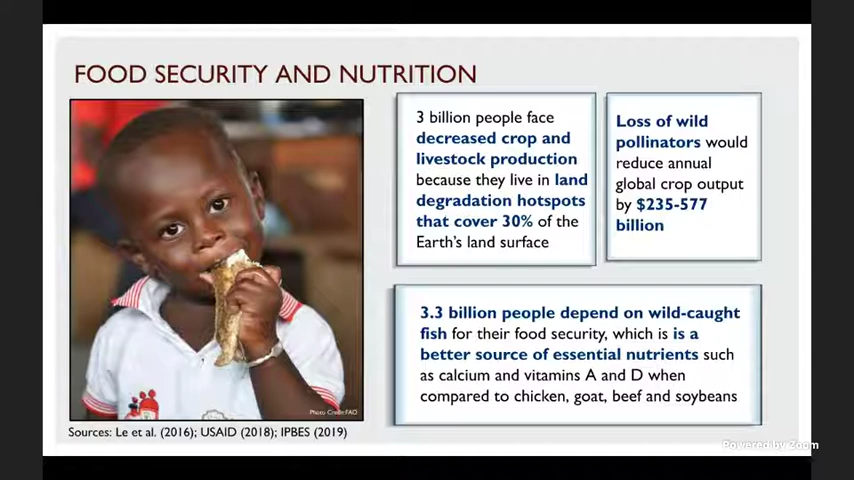 FOOD SECURITY AND NUTRITION
3 billion people face
decreased crop and
livestock production
because they live in land
degradation hotspots
that cover 30% of the
Earth's land surface
Loss of wild
pollinators would
reduce annual
global crop output
by $235-577
billion
3.3 billion people depend on wild-caught
fish for their food security, which is is a
better source of essential nutrients such
as calcium and vitamins A and D when
compared to chicken, goat, beef and soybeans
Photo Credit:FAO
Sources: Le et al. (2016); USAID (2018); IPBES (2019)
Powered by Zoom